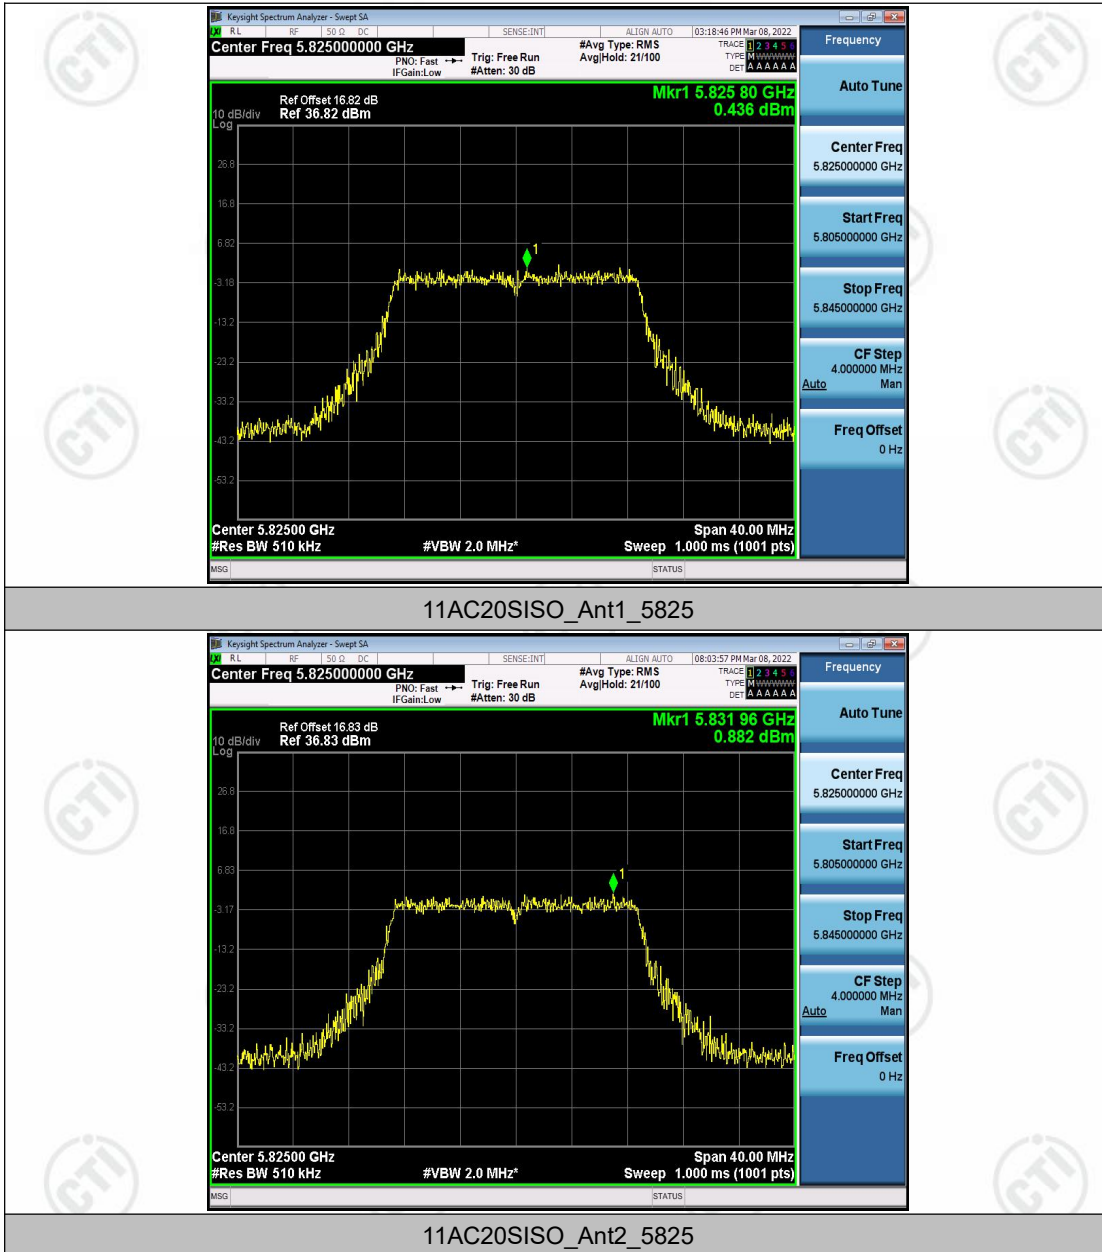 Keysight Spectrum Analyzer - Swept SA
LXI RL RF 50 Ω DC SENSE:INT ALIGN AUTO 03:18:46 PM Mar 08, 2022
Center Freq 5.825000000 GHz
PNO: Fast
IFGain:Low
Trig: Free Run
#Atten: 30 dB
#Avg Type: RMS
Avg|Hold: 21/100
TRACE 1 2 3 4 5 6
TYPE M WWWWW
DET A A A A A A
Mkr1 5.825 80 GHz
0.436 dBm
Ref Offset 16.82 dB
10 dB/div Ref 36.82 dBm
Log
26.8
16.8
6.82
-3.18
-13.2
-23.2
-33.2
-43.2
-53.2
1
Center 5.82500 GHz Span 40.00 MHz
#Res BW 510 kHz #VBW 2.0 MHz* Sweep 1.000 ms (1001 pts)
MSG STATUS
Frequency
Auto Tune
Center Freq
5.825000000 GHz
Start Freq
5.805000000 GHz
Stop Freq
5.845000000 GHz
CF Step
4.000000 MHz
Auto Man
Freq Offset
0 Hz
11AC20SISO_Ant1_5825
Keysight Spectrum Analyzer - Swept SA
LXI RL RF 50 Ω DC SENSE:INT ALIGN AUTO 08:03:57 PM Mar 08, 2022
Center Freq 5.825000000 GHz
PNO: Fast
IFGain:Low
Trig: Free Run
#Atten: 30 dB
#Avg Type: RMS
Avg|Hold: 21/100
TRACE 1 2 3 4 5 6
TYPE M WWWWW
DET A A A A A A
Mkr1 5.831 96 GHz
0.882 dBm
Ref Offset 16.83 dB
10 dB/div Ref 36.83 dBm
Log
26.8
16.8
6.83
-3.17
-13.2
-23.2
-33.2
-43.2
-53.2
1
Center 5.82500 GHz Span 40.00 MHz
#Res BW 510 kHz #VBW 2.0 MHz* Sweep 1.000 ms (1001 pts)
MSG STATUS
Frequency
Auto Tune
Center Freq
5.825000000 GHz
Start Freq
5.805000000 GHz
Stop Freq
5.845000000 GHz
CF Step
4.000000 MHz
Auto Man
Freq Offset
0 Hz
11AC20SISO_Ant2_5825
CTI
CTI
CTI
CTI
CTI
CTI
CTI
CTI